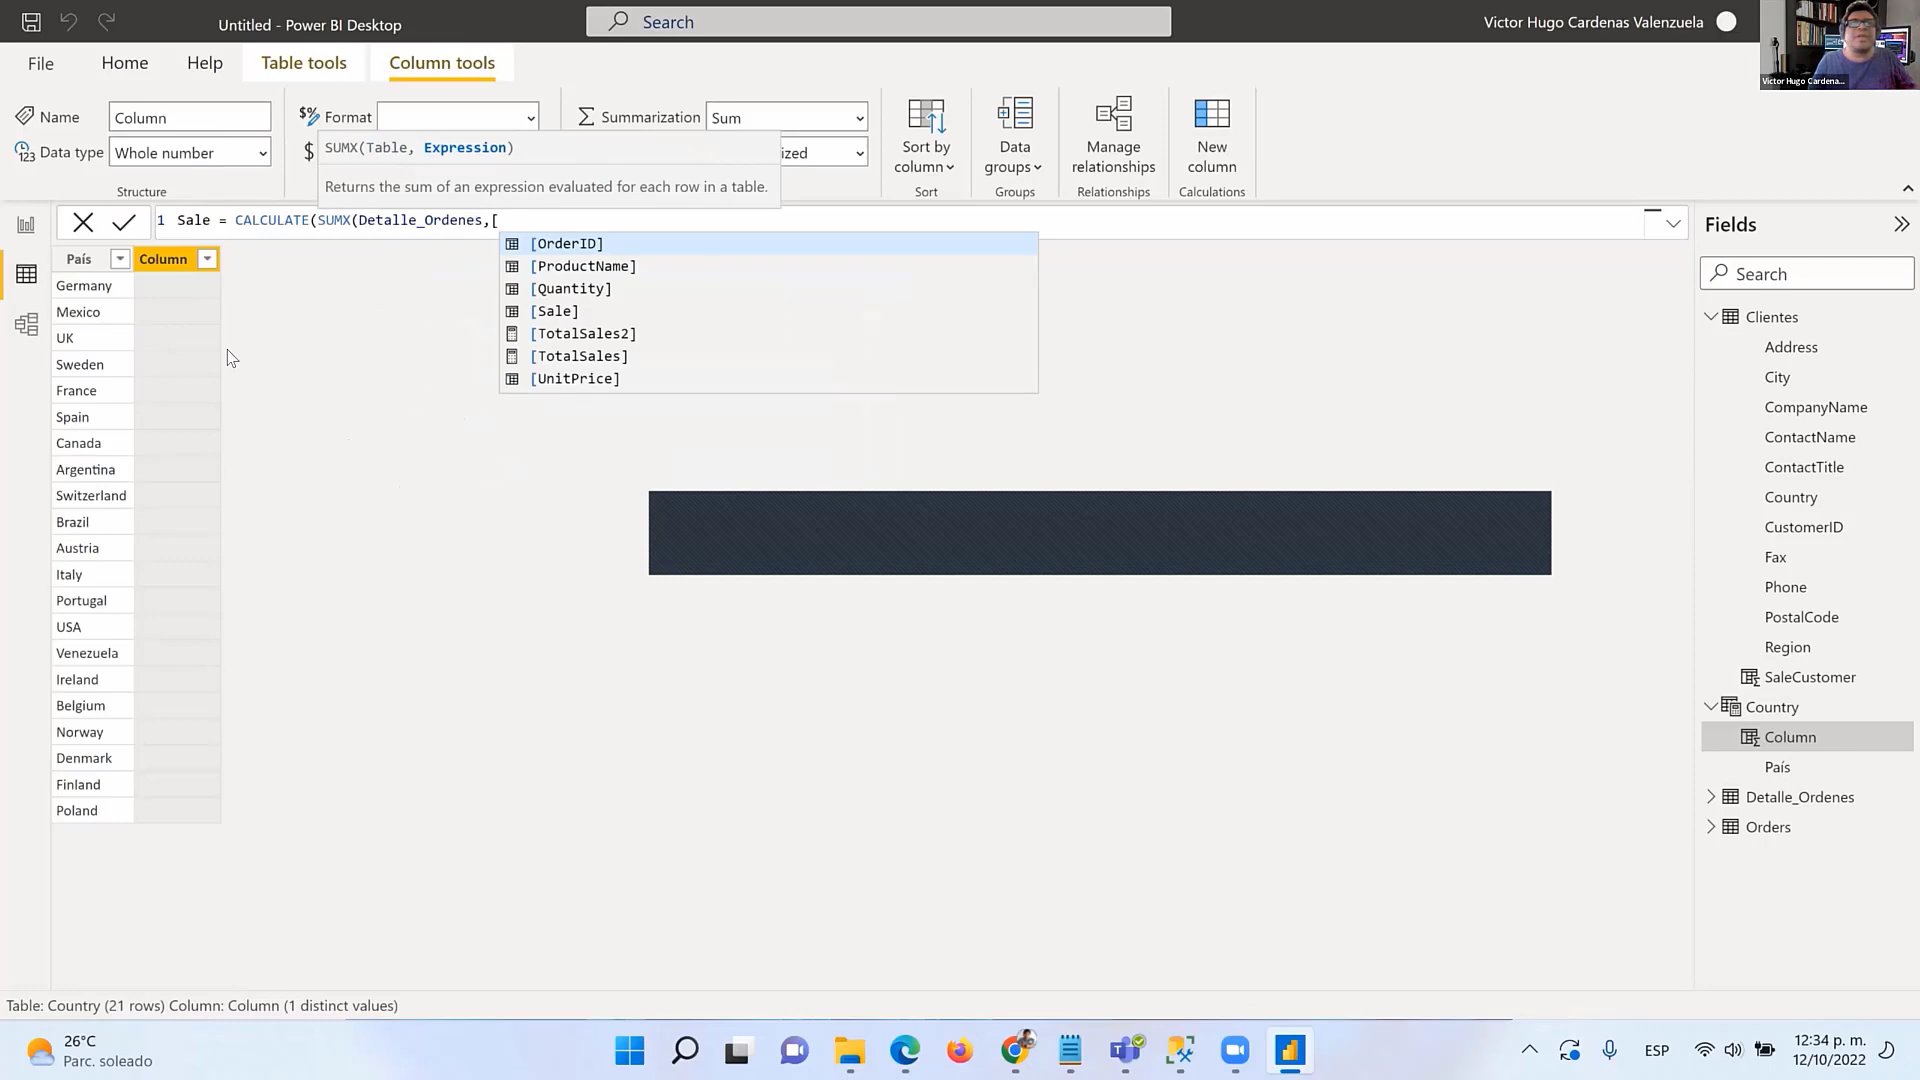 Untitled - Power BI Desktop
Search
Victor Hugo Cardenas Valenzuela
Victor Hugo Cardena...
File
Home
Help
Table tools
Column tools
Name
Column
Format
Summarization
Sum
Data type
Whole number
$
ized
Structure
SUMX(Table, Expression)
Returns the sum of an expression evaluated for each row in a table.
Sort by
column
Sort
Data
groups
Groups
Manage
relationships
Relationships
New
column
Calculations
1 Sale = CALCULATE(SUMX(Detalle_Ordenes,[
[OrderID]
[ProductName]
[Quantity]
[Sale]
[TotalSales2]
[TotalSales]
[UnitPrice]
País
Column
Germany
Mexico
UK
Sweden
France
Spain
Canada
Argentina
Switzerland
Brazil
Austria
Italy
Portugal
USA
Venezuela
Ireland
Belgium
Norway
Denmark
Finland
Poland
Fields
Search
Clientes
Address
City
CompanyName
ContactName
ContactTitle
Country
CustomerID
Fax
Phone
PostalCode
Region
SaleCustomer
Country
Column
País
Detalle_Ordenes
Orders
Table: Country (21 rows) Column: Column (1 distinct values)
26°C
Parc. soleado
ESP
12:34 p. m.
12/10/2022